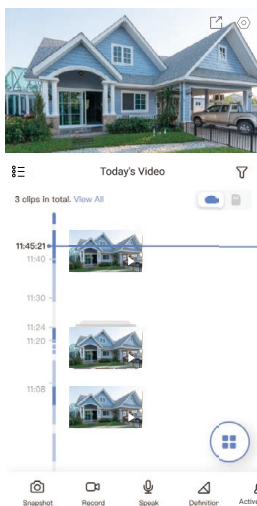 Today's Video
3 clips in total. View All
11:45:21
11:40
11:30
11:24
11:20
11:08
Snapshot
Record
Speak
Definition
Active